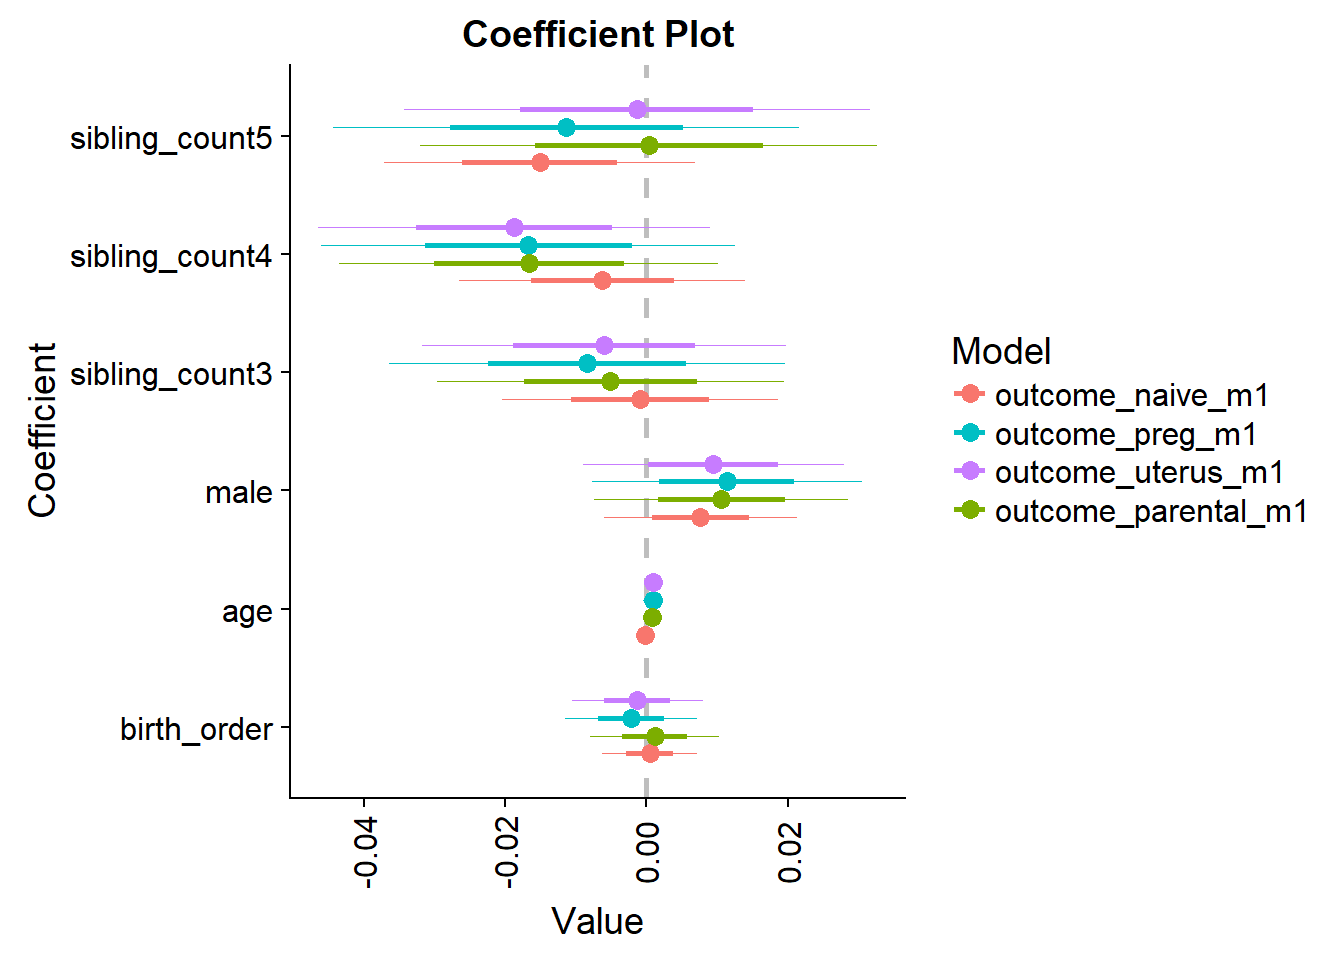 Coefficient Plot
Coefficient
sibling_count5
sibling_count4
sibling_count3
male
age
birth_order
-0.04
-0.02
0.00
0.02
Value
Model
outcome_naive_m1
outcome_preg_m1
outcome_uterus_m1
outcome_parental_m1